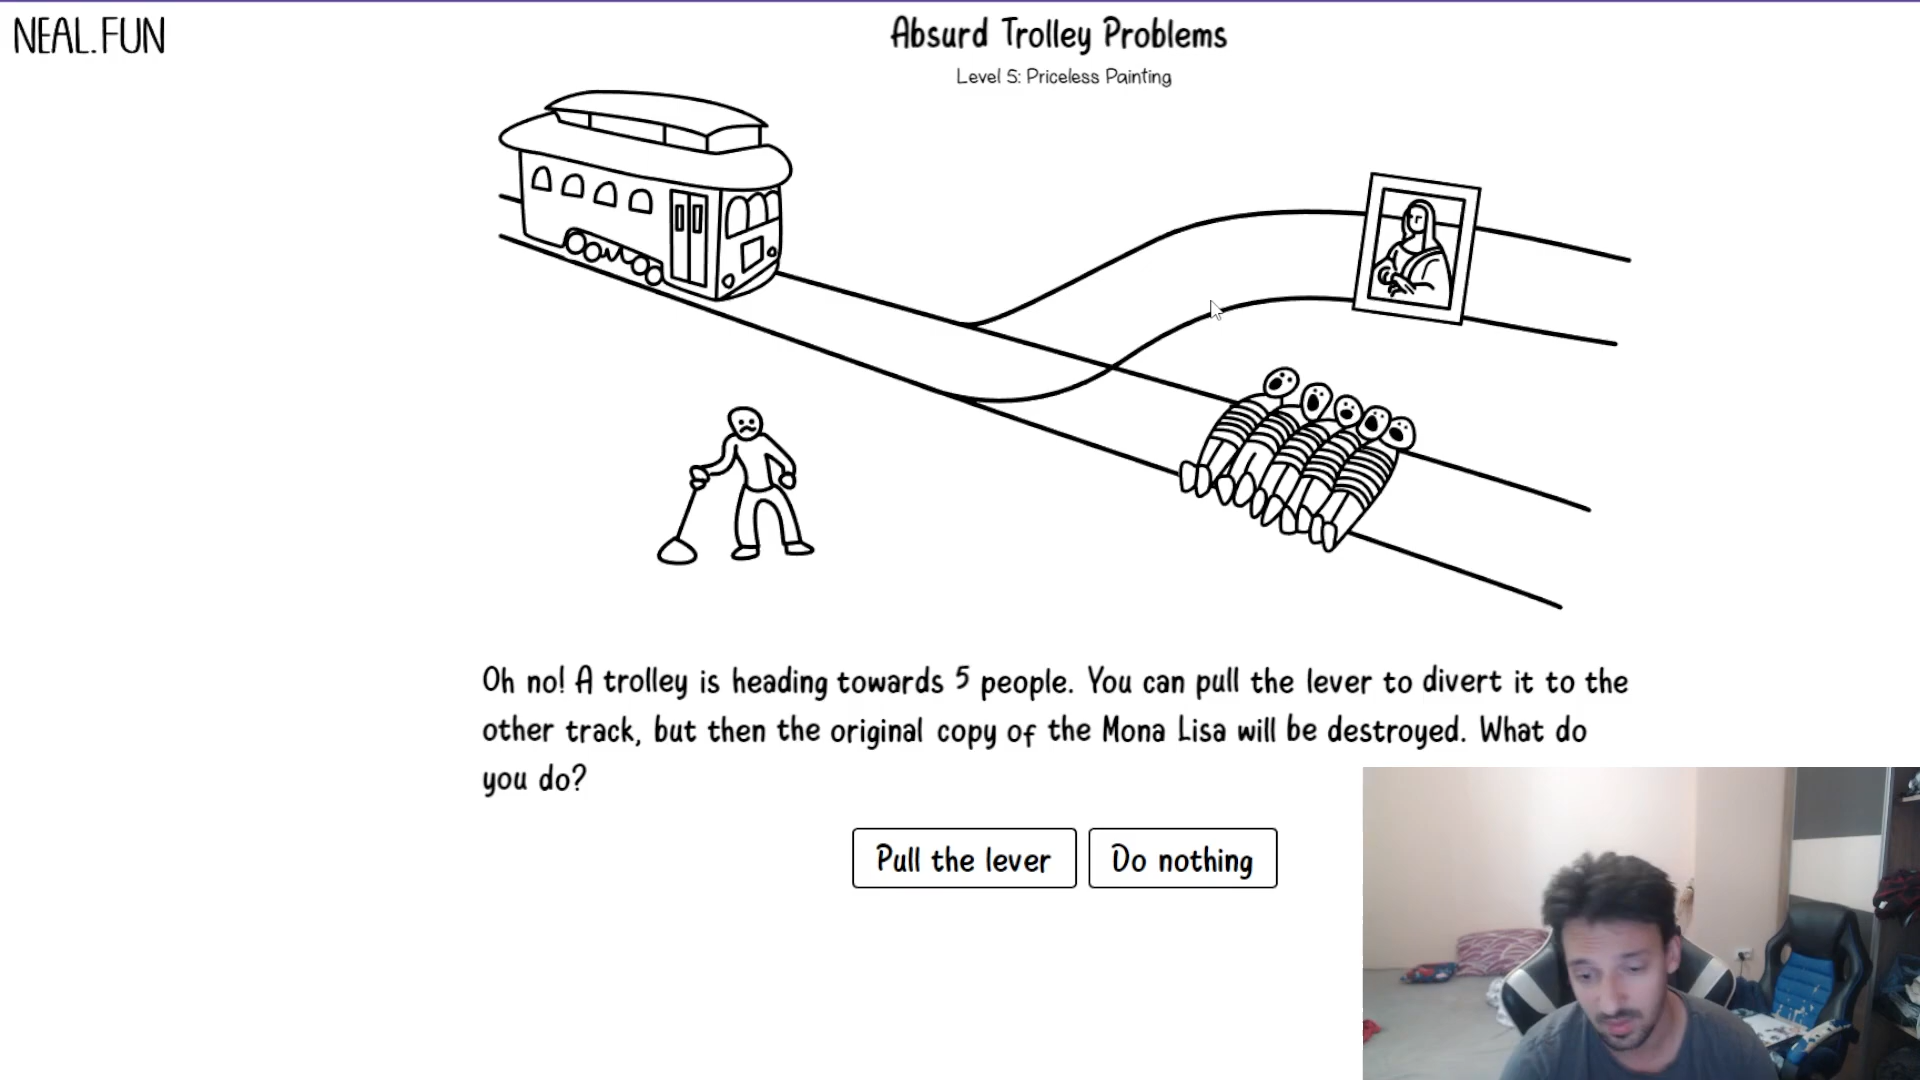 NEAL.FUN
Absurd Trolley Problems
Level 5: Priceless Painting
Oh no! A trolley is heading towards 5 people. You can pull the lever to divert it to the
other track, but then the original copy of the Mona Lisa will be destroyed. What do
you do?
Pull the lever
Do nothing